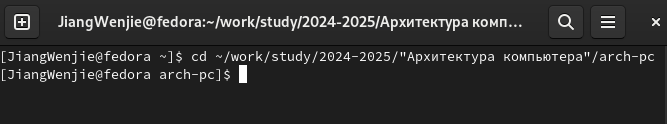 JiangWenjie@fedora:~/work/study/2024-2025/Архитектура комп…
[JiangWenjie@fedora ~]$ cd ~/work/study/2024-2025/"Архитектура компьютера"/arch-pc
[JiangWenjie@fedora arch-pc]$